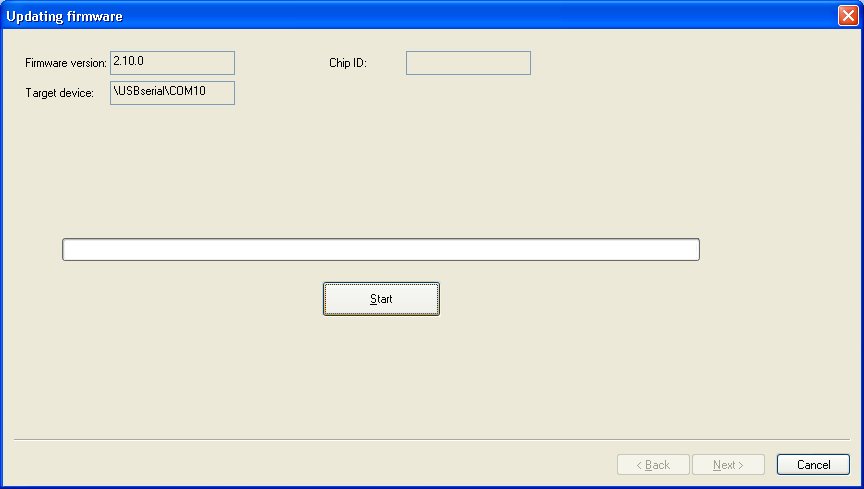 Updating firmware
Firmware version: 2.10.0 Chip ID:
Target device: \USBserial\COM10
Start
< Back Next > Cancel